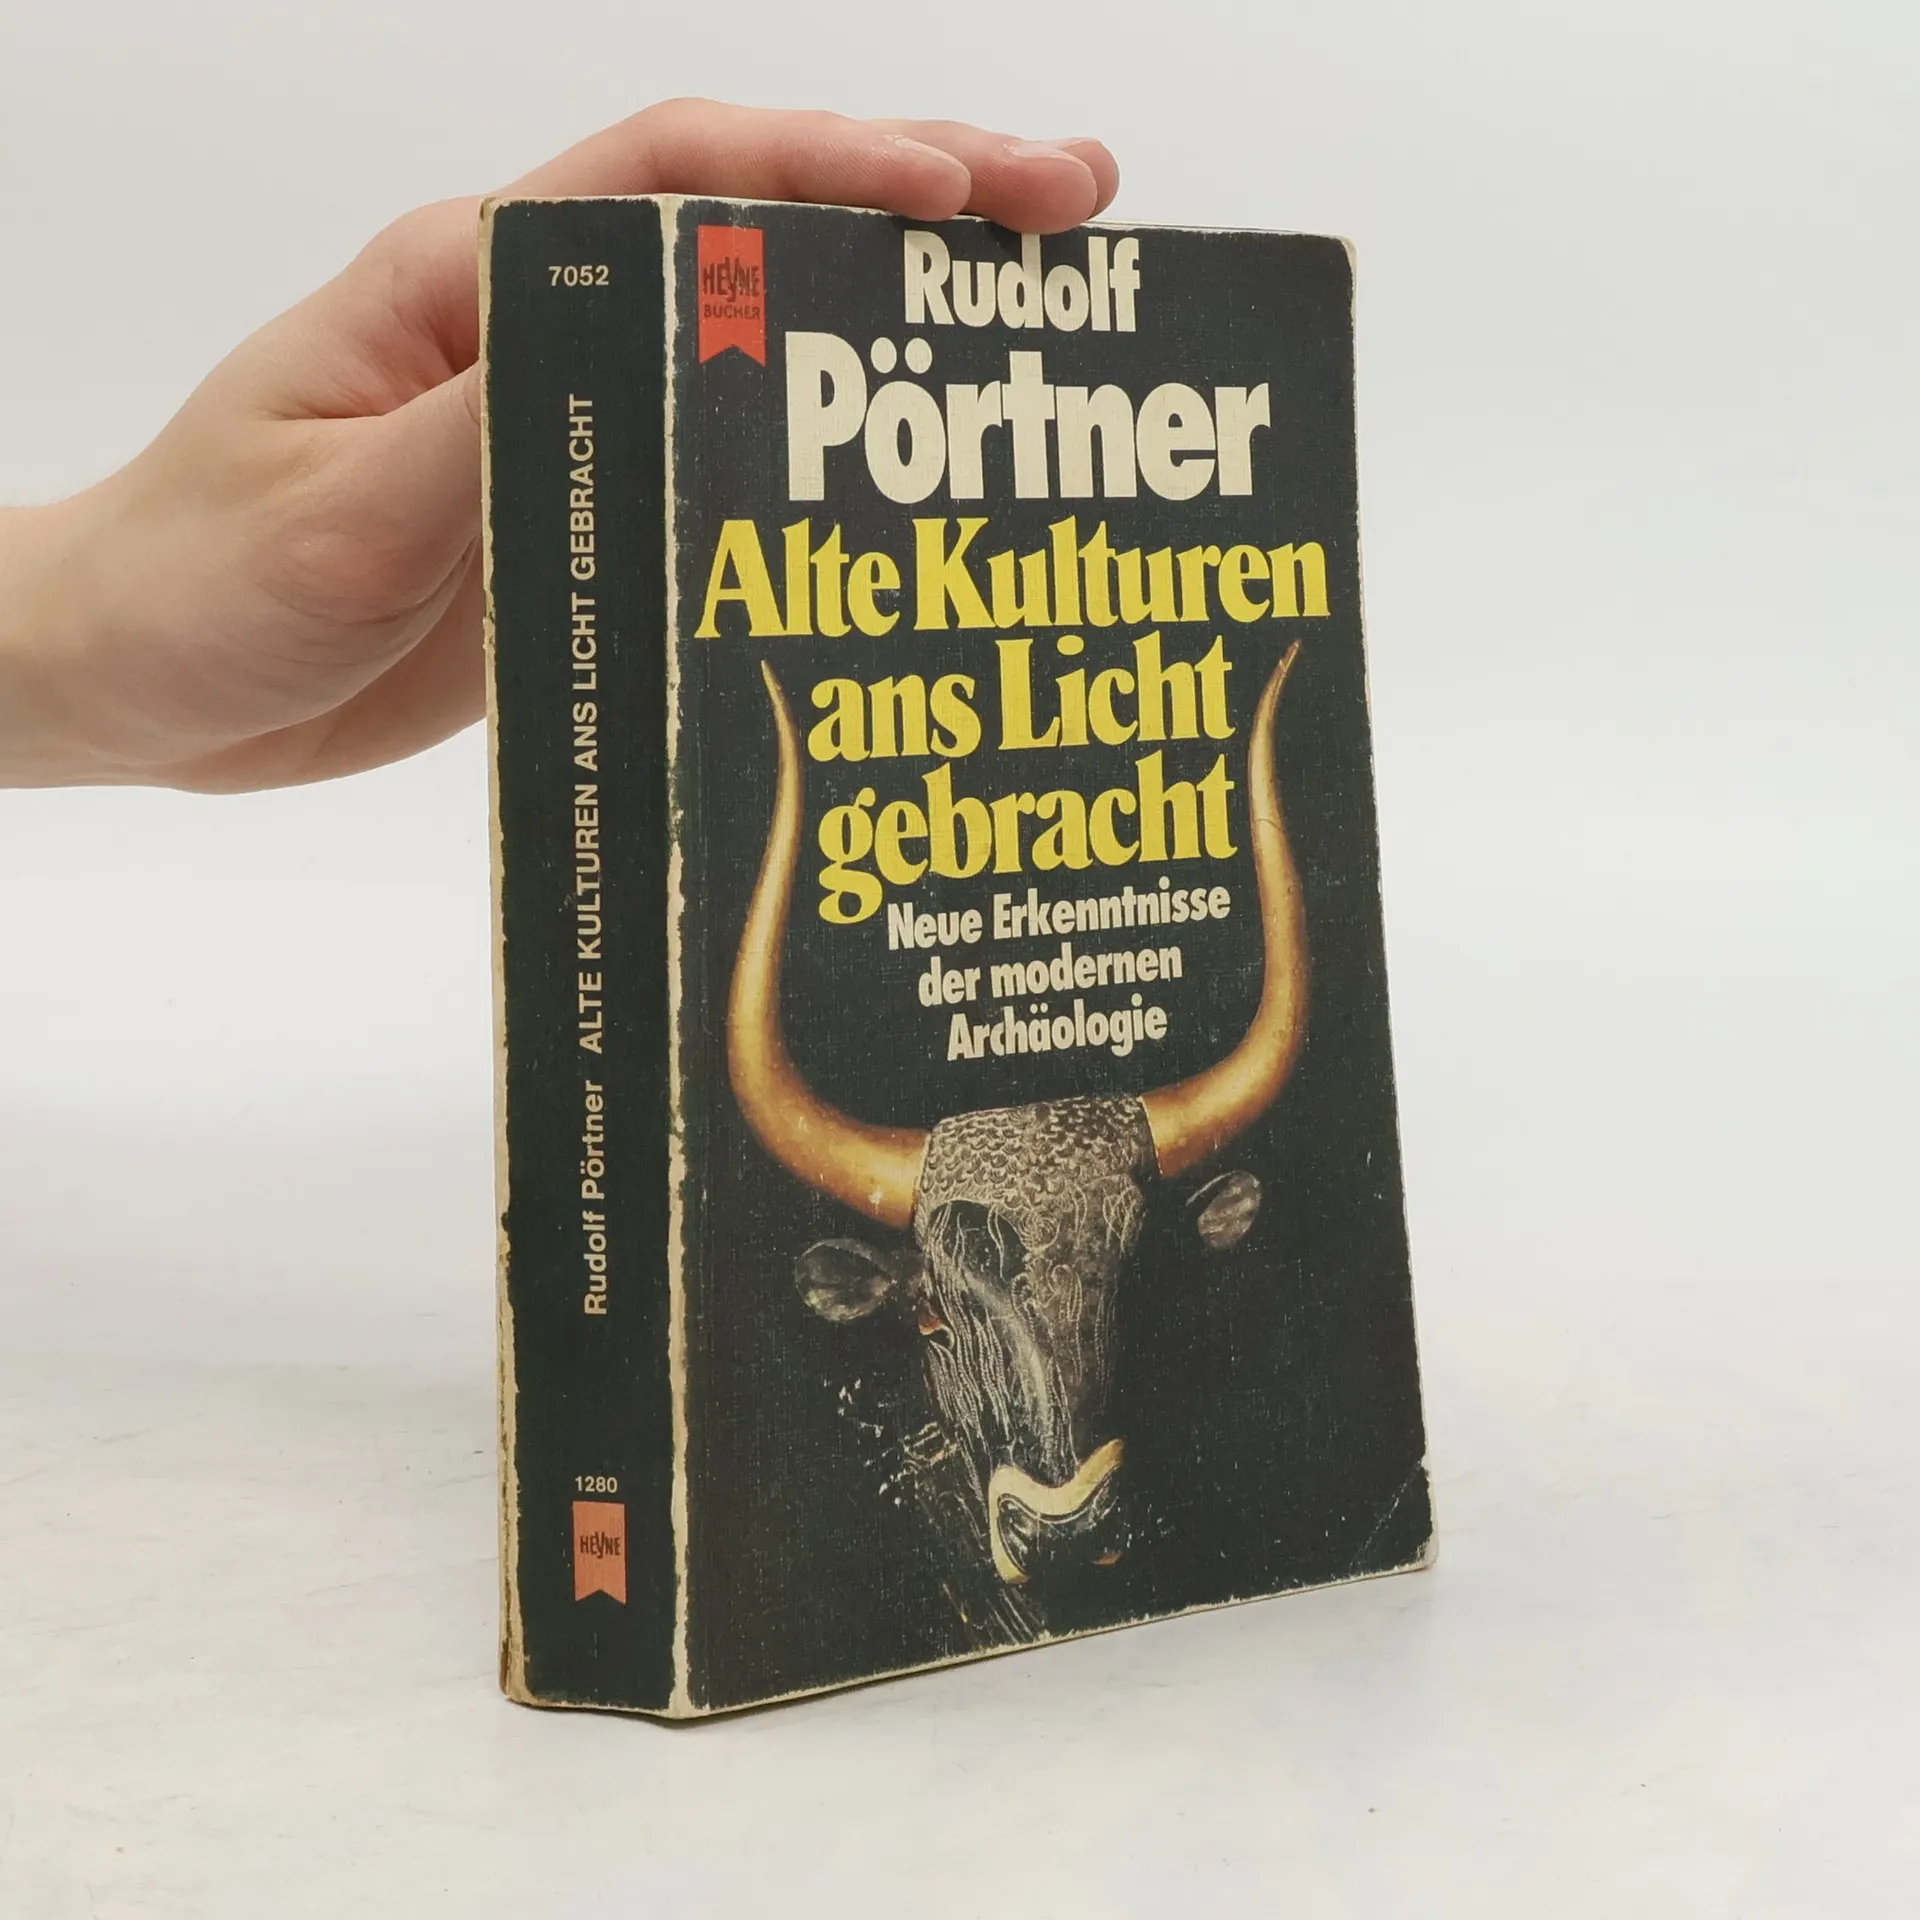 7052
Rudolf Pörtner ALTE KULTUREN ANS LICHT GEBRACHT
1280
HEYNE
HEYNE
BÜCHER
Rudolf
Pörtner
Alte Kulturen
ans Licht
gebracht
Neue Erkenntnisse
der modernen
Archäologie